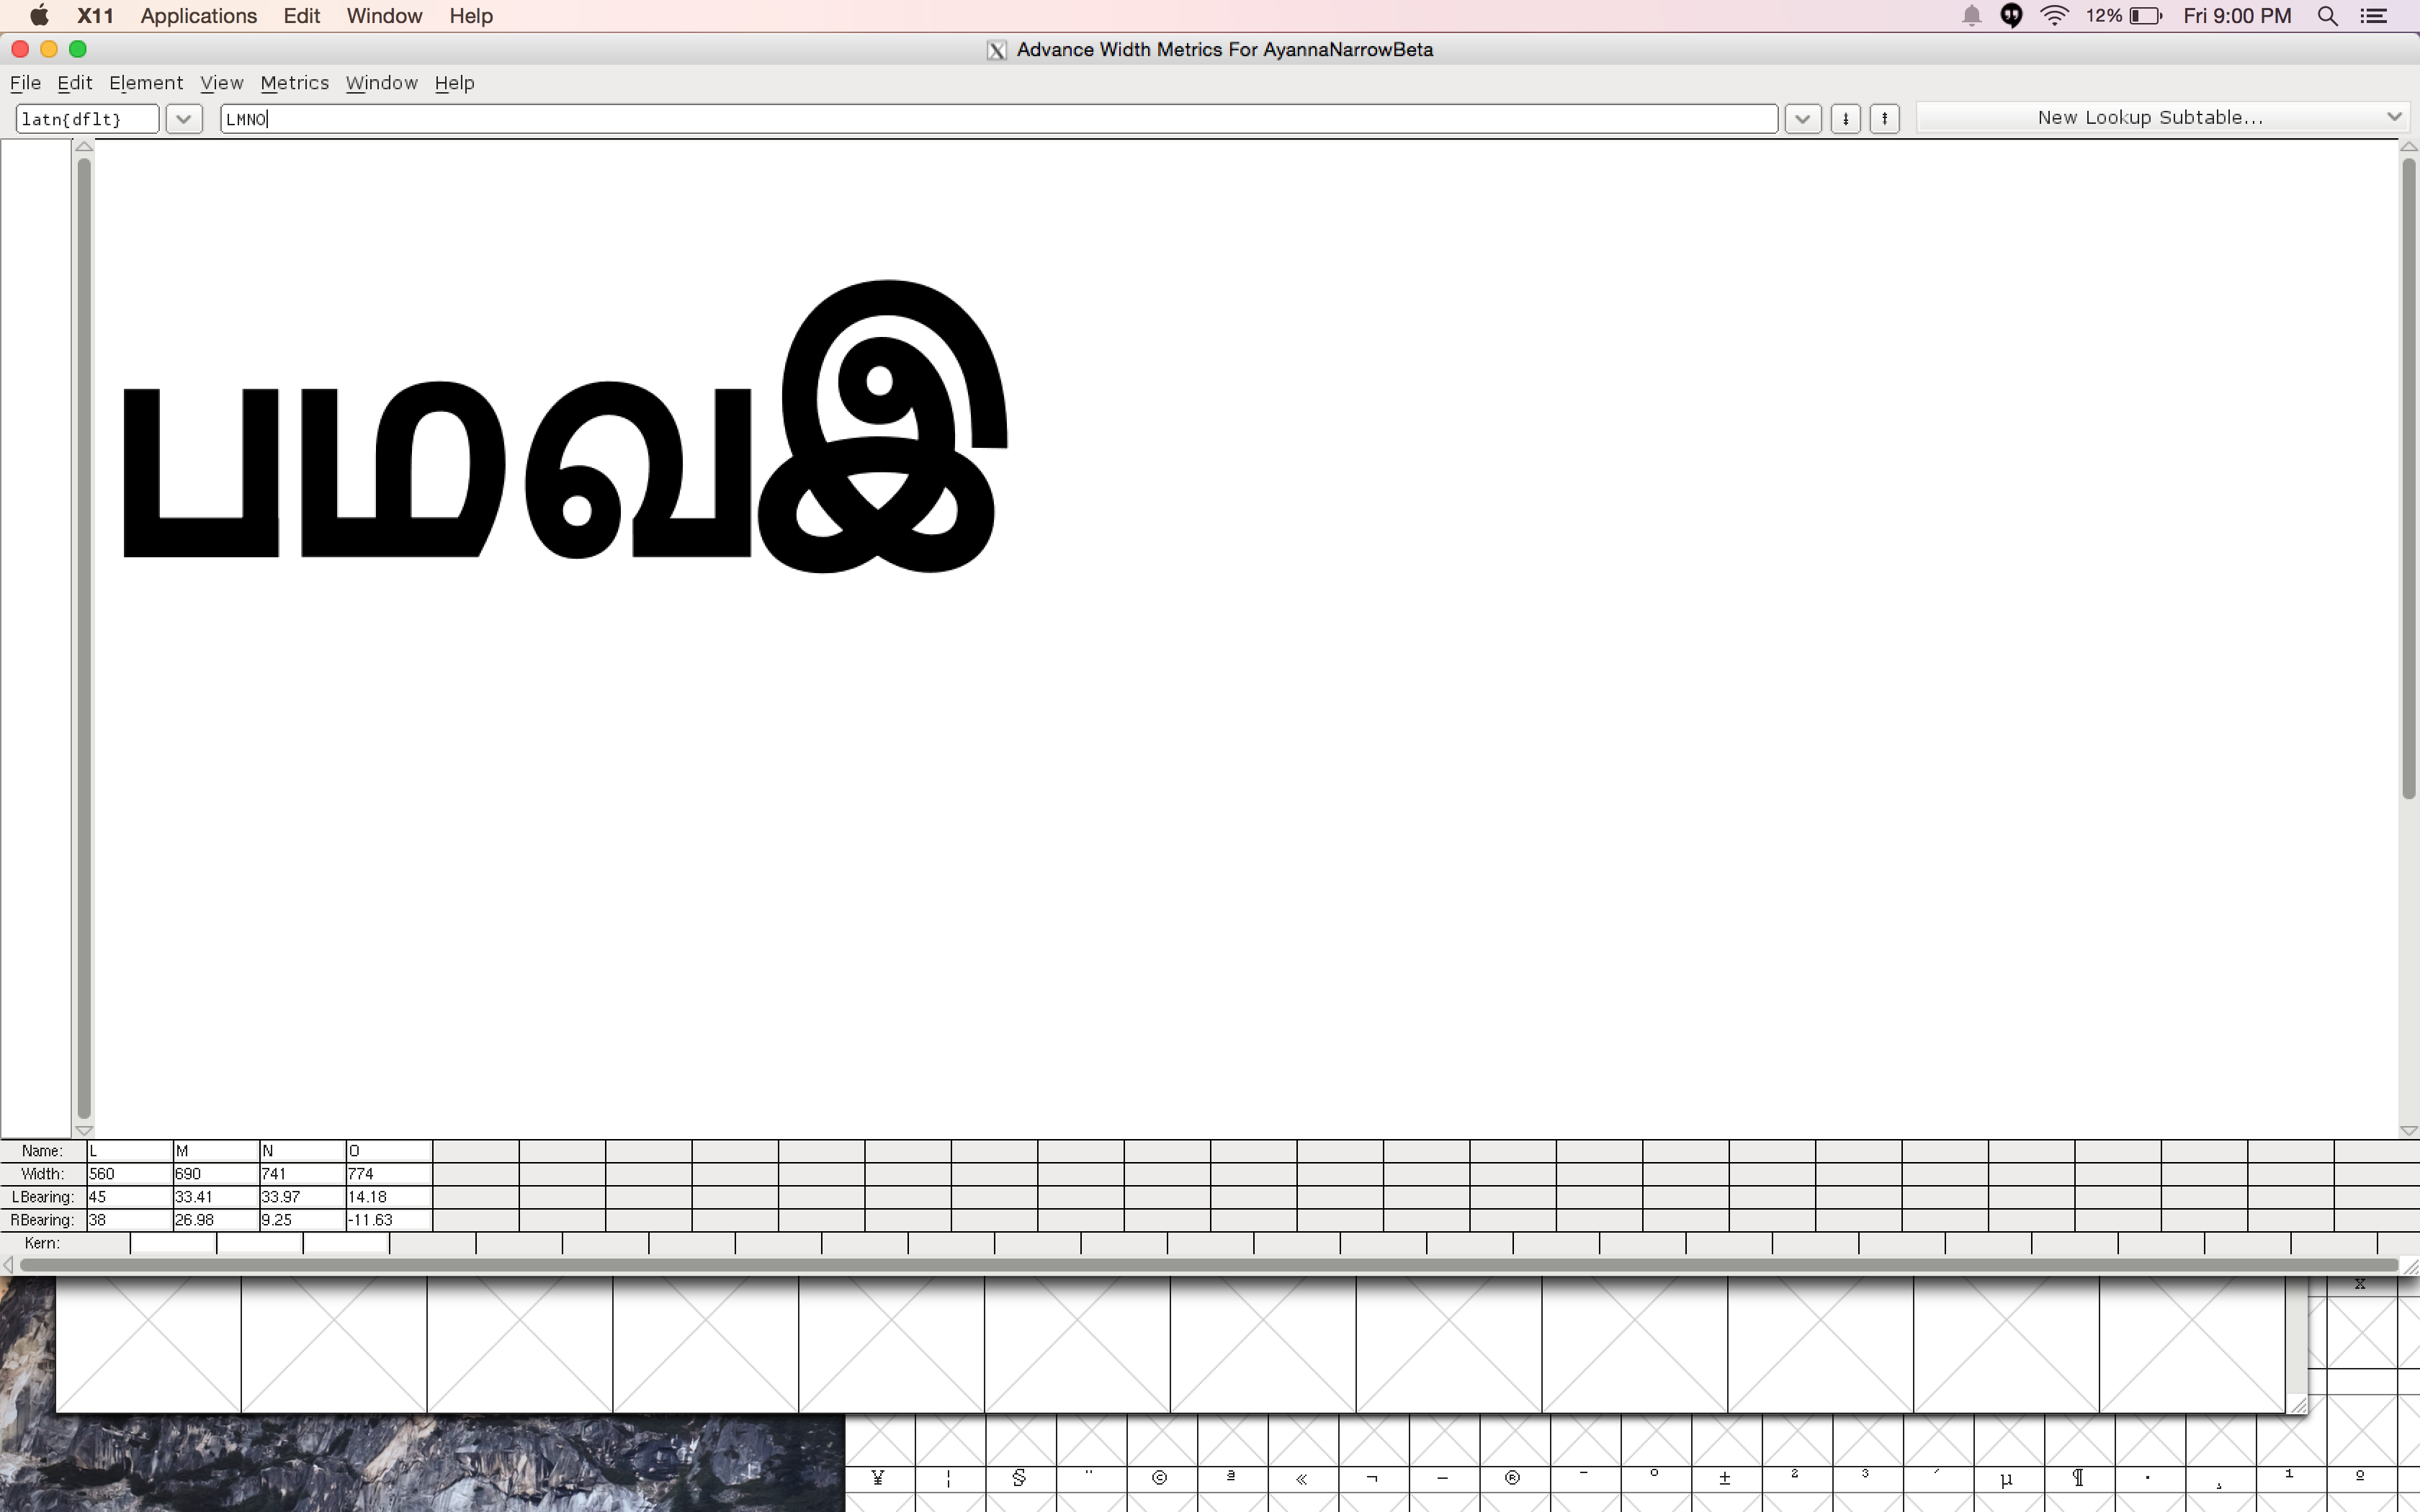 X11 Applications Edit Window Help 12% Fri 9:00 PM
Advance Width Metrics For AyannaNarrowBeta
File Edit Element View Metrics Window Help
latn{dflt} LMNO New Lookup Subtable...
பமவ
Name: L M N O
Width: 560 690 741 774
LBearing: 45 33.41 33.97 14.18
RBearing: 38 26.98 9.25 -11.63
Kern:
x
¥ ¦ § ¨ © ª « ¬ – ® ¯ ° ± ² ³ ´ µ ¶ · ¸ ¹ º